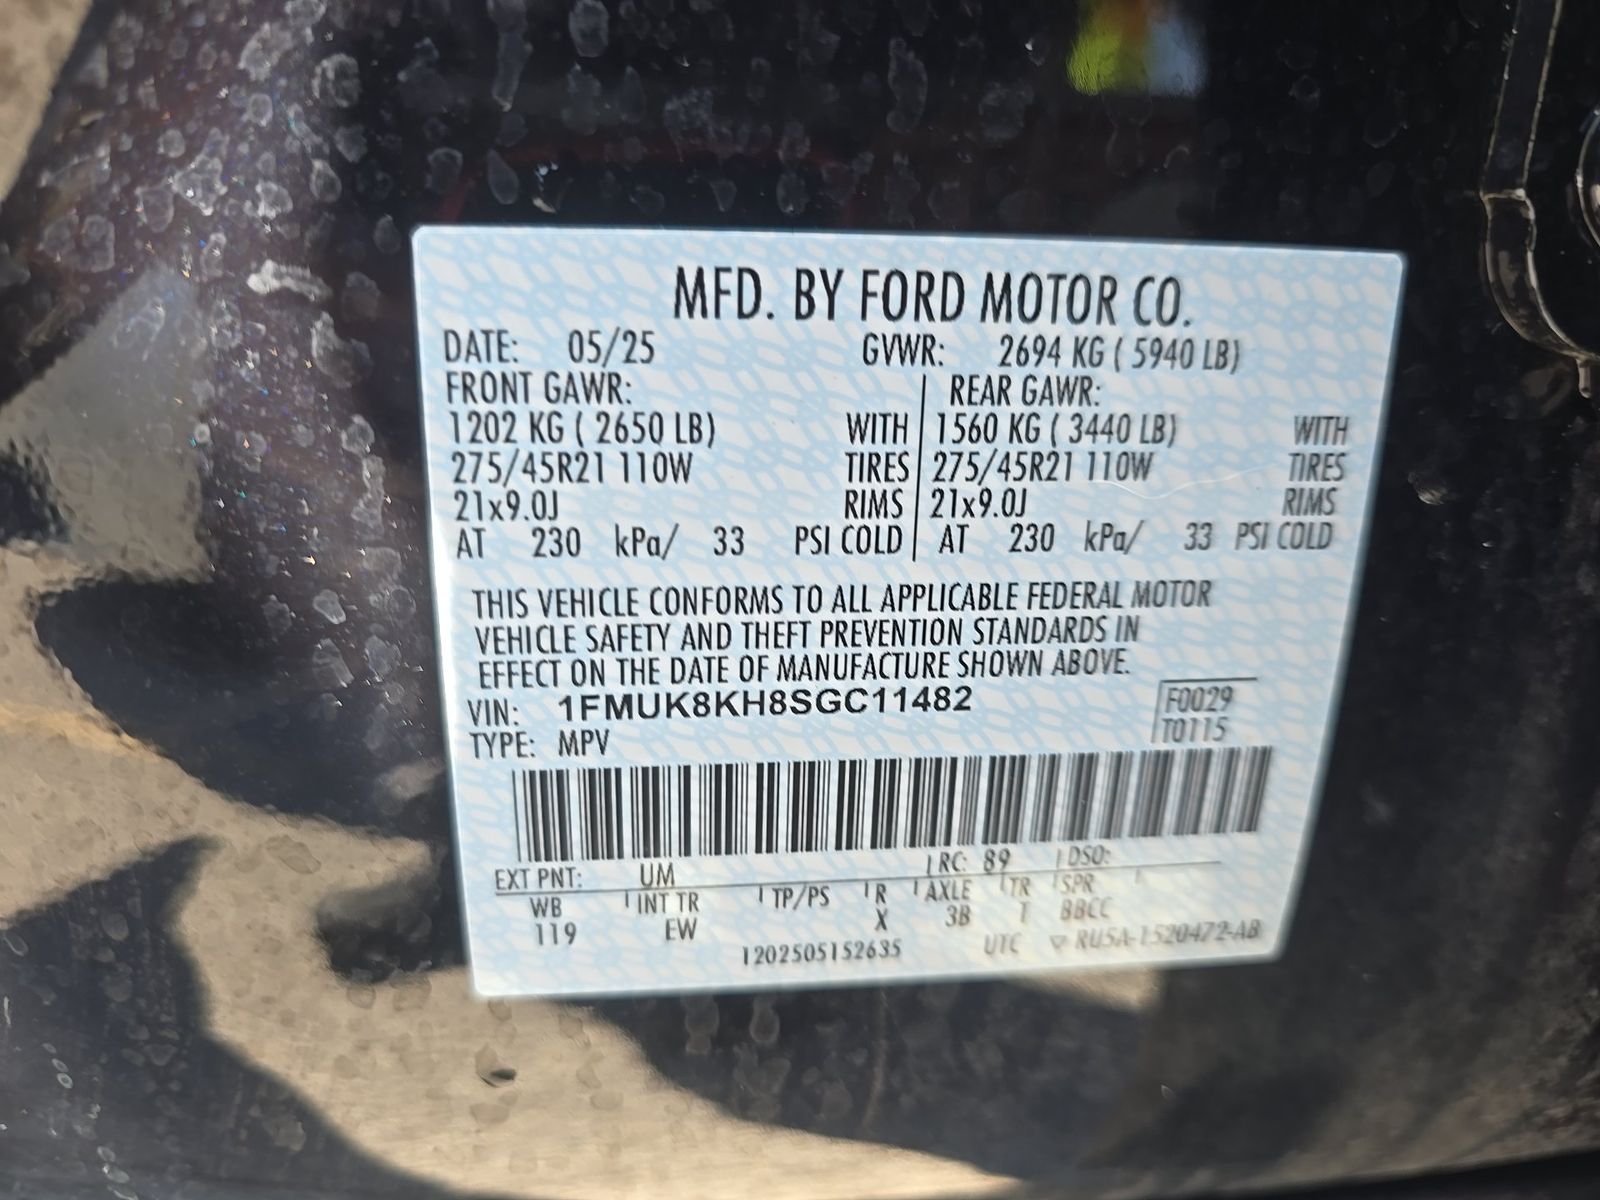 MFD. BY FORD MOTOR CO.
DATE: 05/25 GVWR: 2694 KG ( 5940 LB)
FRONT GAWR: REAR GAWR:
1202 KG ( 2650 LB) WITH 1560 KG ( 3440 LB) WITH
275/45R21 110W TIRES 275/45R21 110W TIRES
21x9.0J RIMS 21x9.0J RIMS
AT 230 kPa/ 33 PSI COLD AT 230 kPa/ 33 PSI COLD
THIS VEHICLE CONFORMS TO ALL APPLICABLE FEDERAL MOTOR
VEHICLE SAFETY AND THEFT PREVENTION STANDARDS IN
EFFECT ON THE DATE OF MANUFACTURE SHOWN ABOVE.
VIN: 1FMUK8KH8SGC11482 F0029
TYPE: MPV T0115
EXT PNT: UM RC: 89 DSO:
WB INT TR TP/PS R AXLE TR SPR
119 EW X 3B T BBCC
1202505152635 UTC ▽ RU5A-1520472-AB